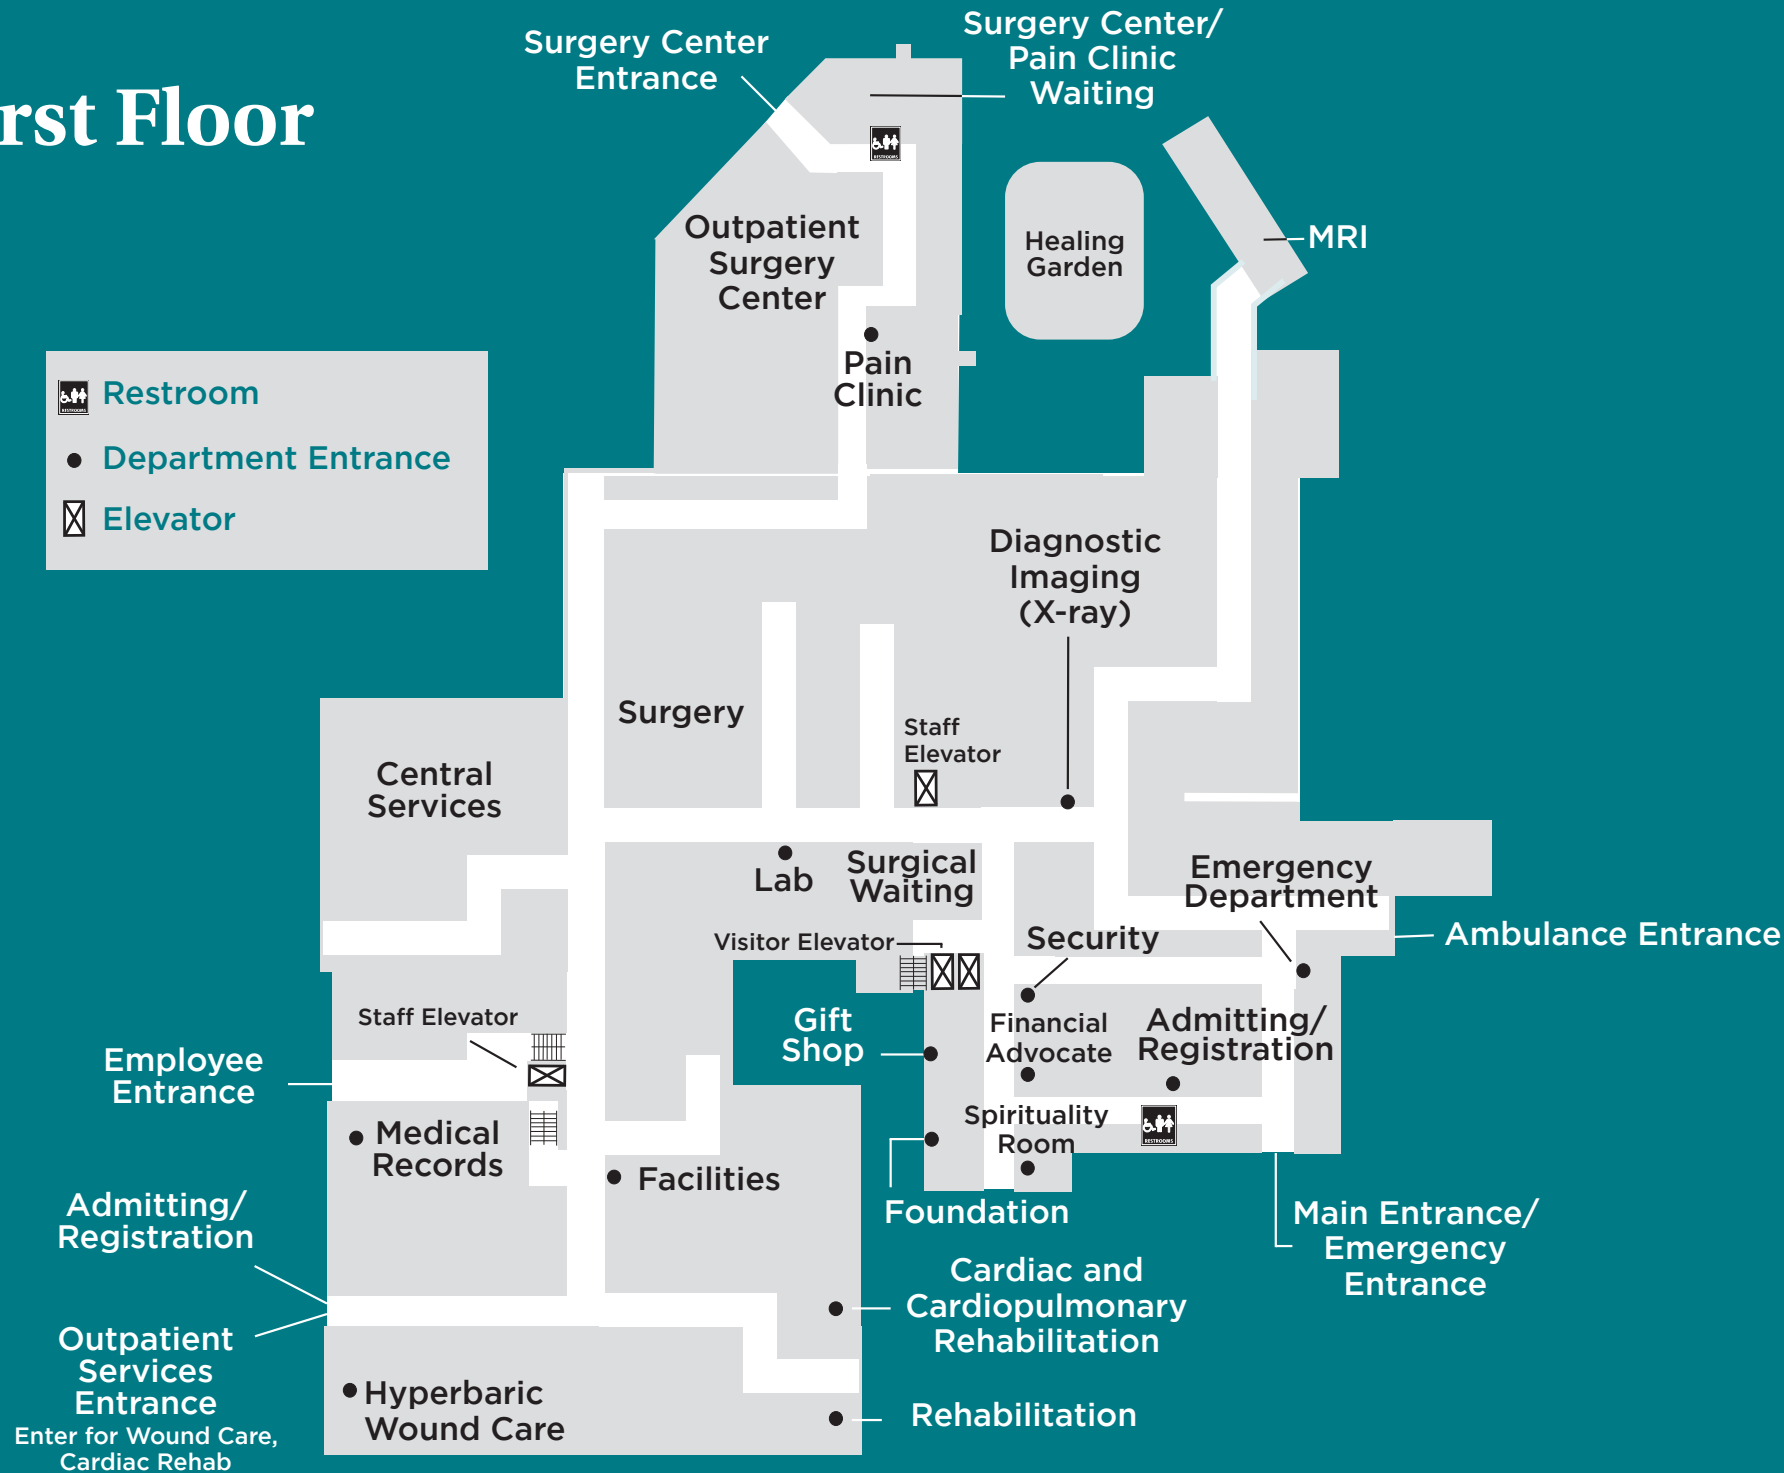 rst Floor
Surgery Center
Entrance
Surgery Center/
Pain Clinic
Waiting
RESTROOMS
Outpatient
Surgery
Center
Healing
Garden
MRI
Pain
Clinic
RESTROOMS
Restroom
Department Entrance
Elevator
Diagnostic
Imaging
(X-ray)
Surgery
Staff
Elevator
Central
Services
Lab
Surgical
Waiting
Emergency
Department
Visitor Elevator
Security
Ambulance Entrance
Staff Elevator
Gift
Shop
Financial
Advocate
Admitting/
Registration
Employee
Entrance
Medical
Records
Spirituality
Room
RESTROOMS
Facilities
Admitting/
Registration
Foundation
Main Entrance/
Emergency
Entrance
Cardiac and
Cardiopulmonary
Rehabilitation
Outpatient
Services
Entrance
Enter for Wound Care,
Cardiac Rehab
Hyperbaric
Wound Care
Rehabilitation